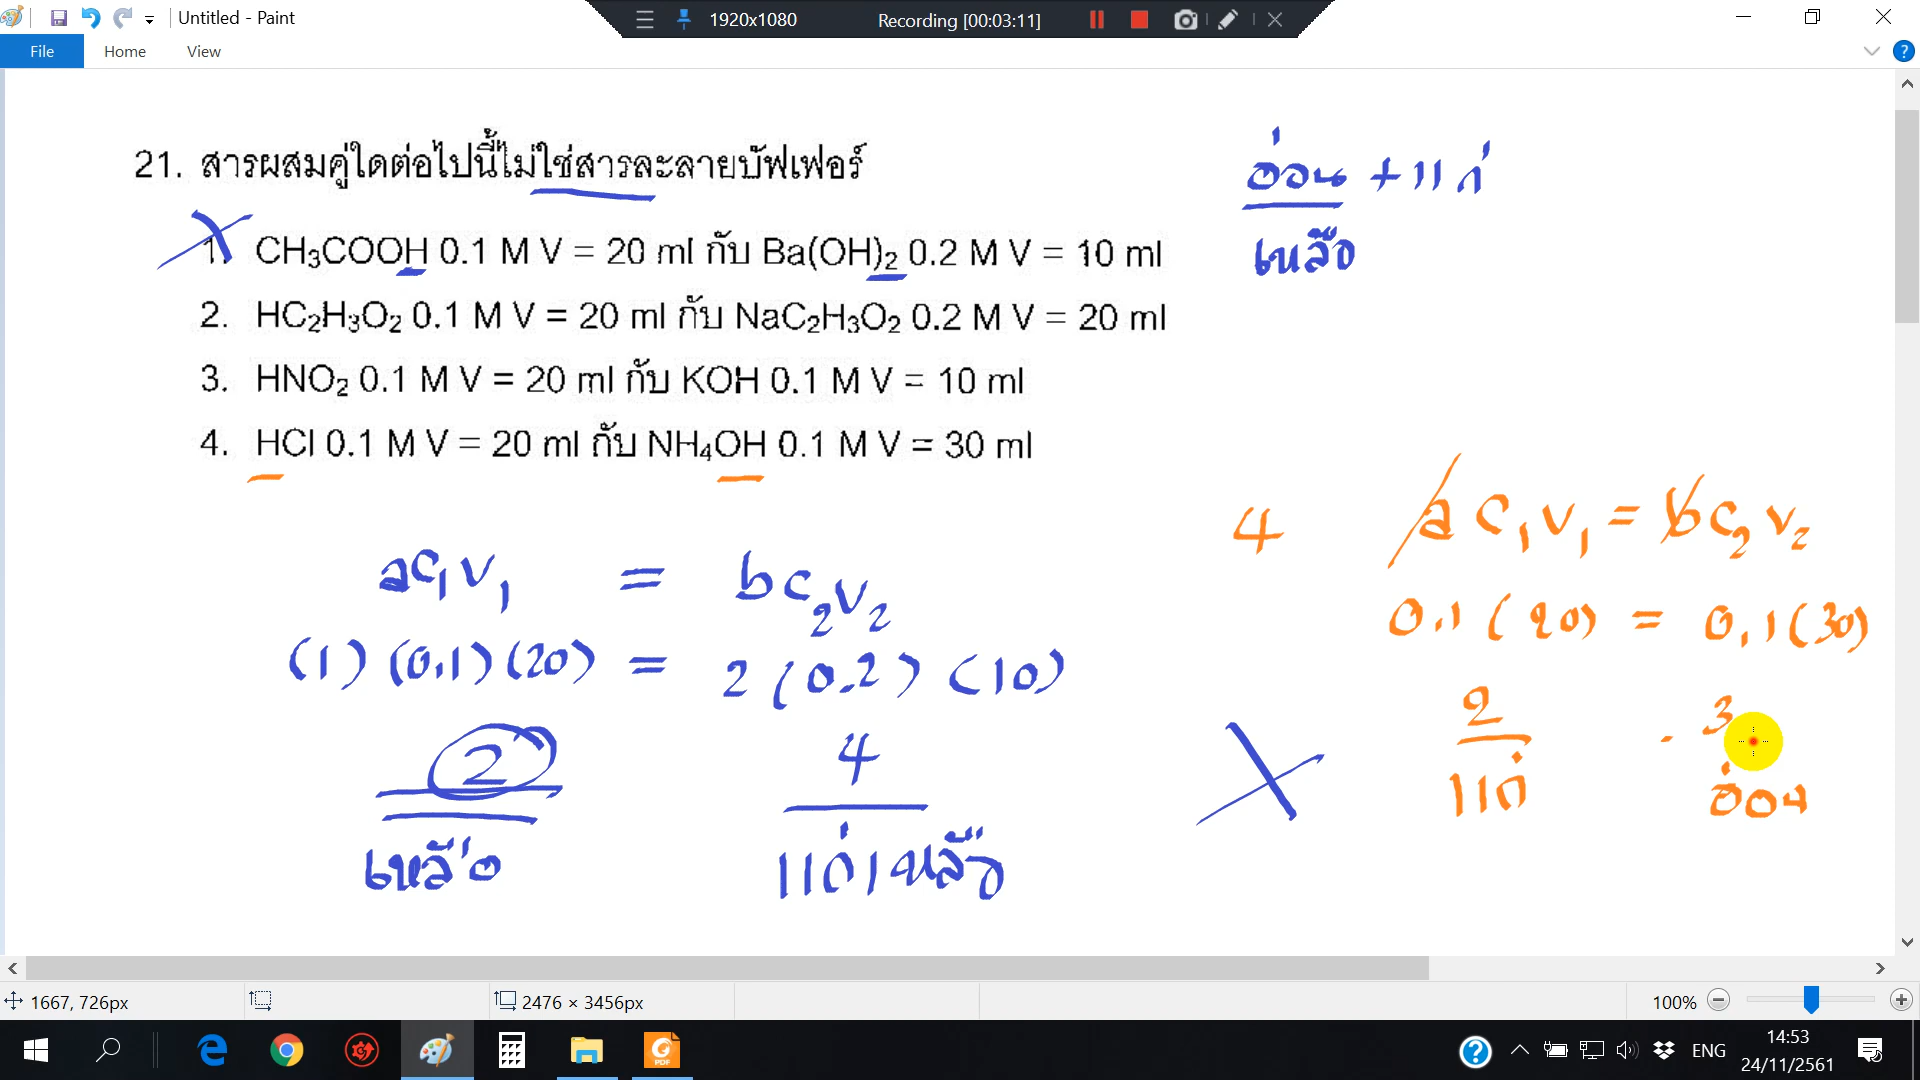 Untitled - Paint
1920x1080
Recording [00:03:11]
File
Home
View
21. สารผสมคู่ใดต่อไปนี้ไม่ใช่สารละลายบัฟเฟอร์
1. CH₃COOH 0.1 M V = 20 ml กับ Ba(OH)₂ 0.2 M V = 10 ml
2. HC₂H₃O₂ 0.1 M V = 20 ml กับ NaC₂H₃O₂ 0.2 M V = 20 ml
3. HNO₂ 0.1 M V = 20 ml กับ KOH 0.1 M V = 10 ml
4. HCl 0.1 M V = 20 ml กับ NH₄OH 0.1 M V = 30 ml
อ่อน + แก่
เหลือ
ac₁v₁ = bc₂v₂
(1) (0.1) (20) = 2 (0.2) (10)
2 4
เหลือ แก่เหลือ
4 ac₁v₁ = bc₂v₂
0.1 (20) = 0.1 (30)
2 3
แก่ อ่อน
1667, 726px
2476 × 3456px
100%
ENG
14:53
24/11/2561